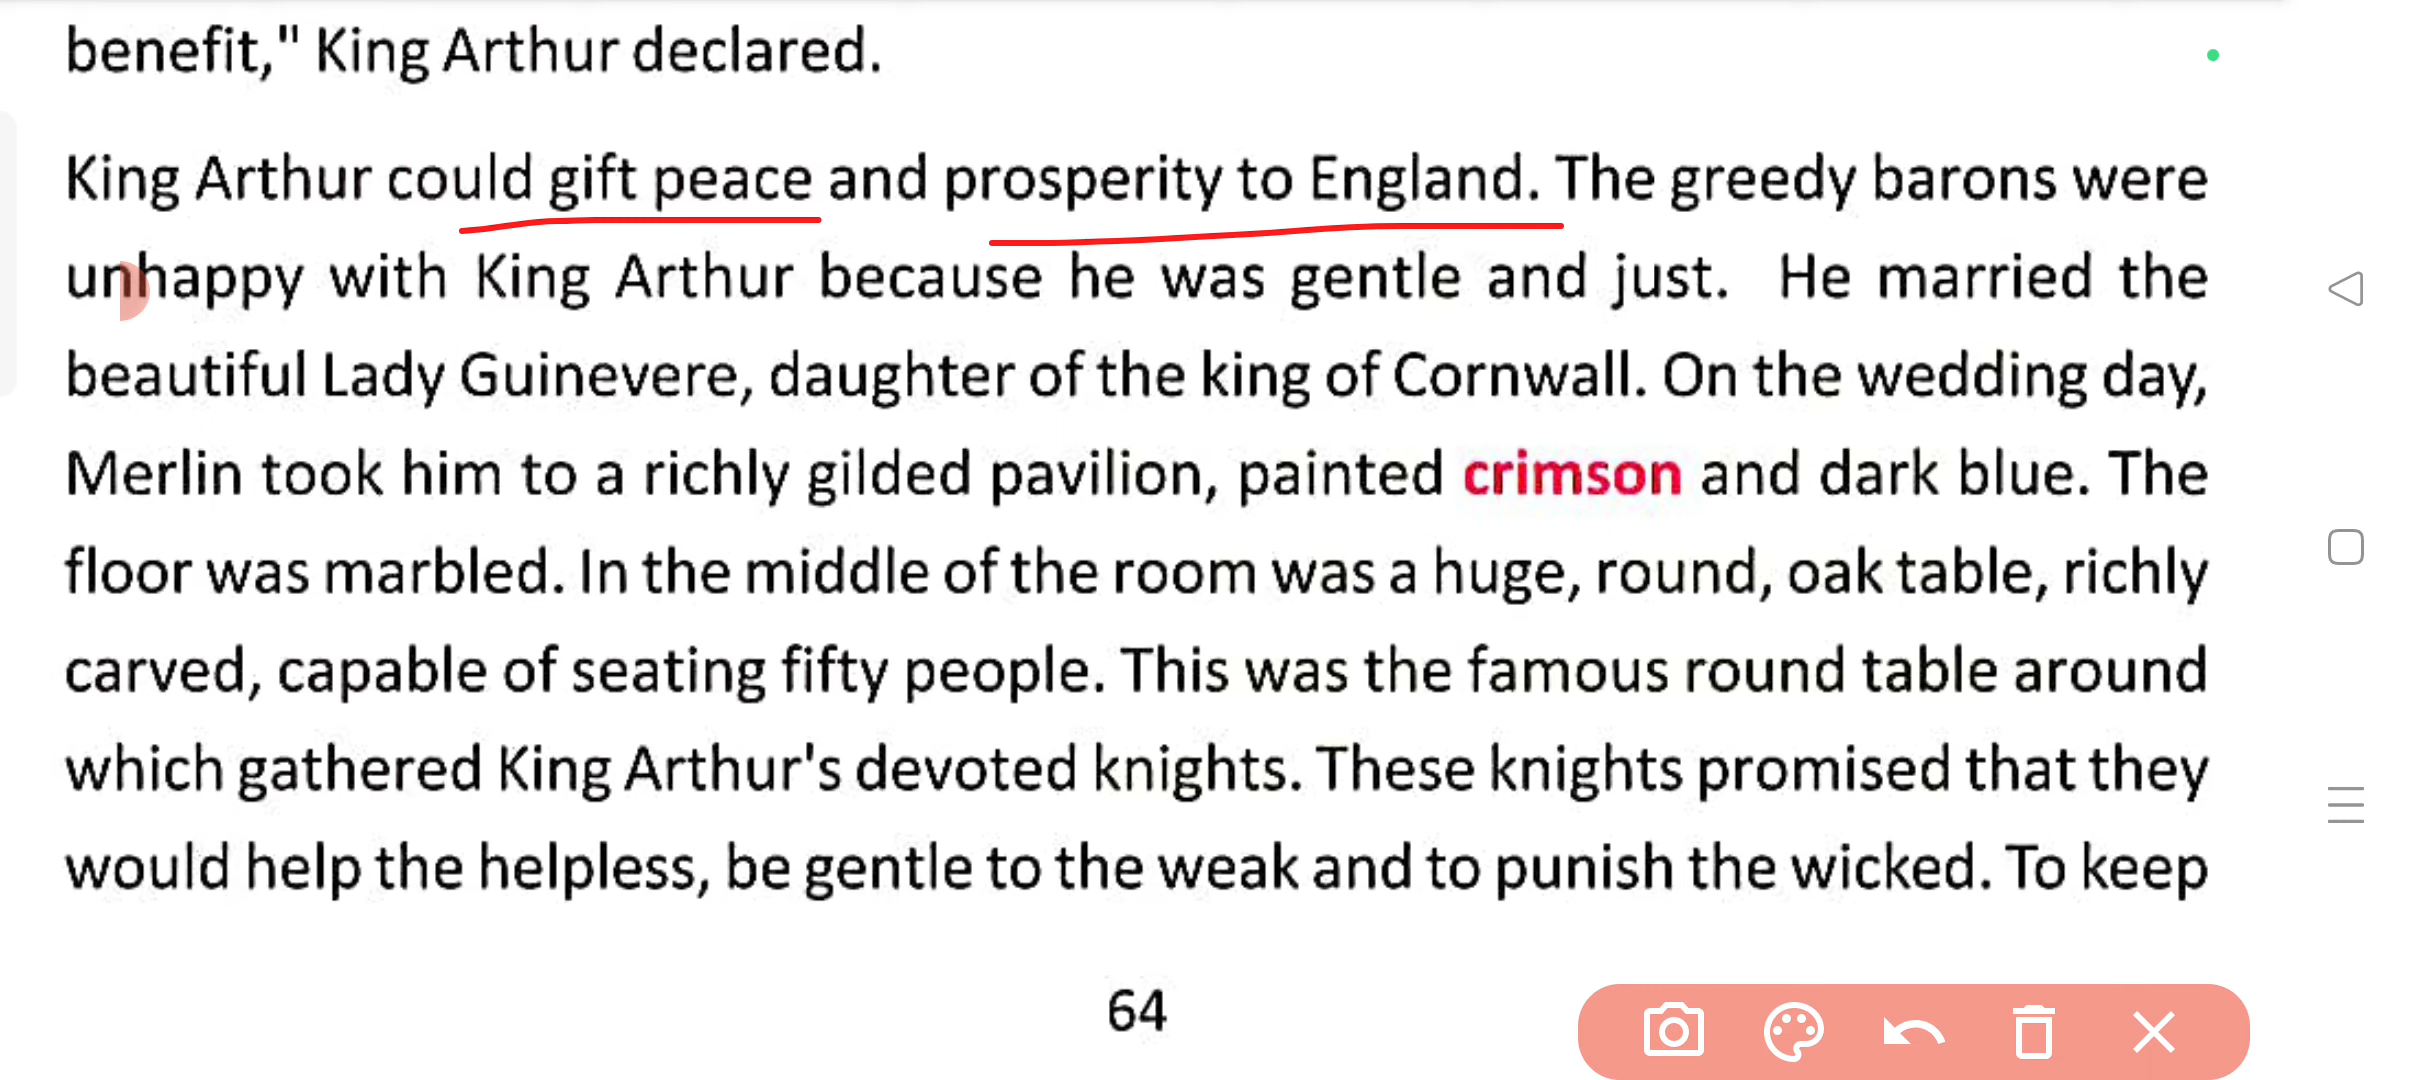 benefit," King Arthur declared.
King Arthur could gift peace and prosperity to England. The greedy barons were
unhappy with King Arthur because he was gentle and just. He married the
beautiful Lady Guinevere, daughter of the king of Cornwall. On the wedding day,
Merlin took him to a richly gilded pavilion, painted crimson and dark blue. The
floor was marbled. In the middle of the room was a huge, round, oak table, richly
carved, capable of seating fifty people. This was the famous round table around
which gathered King Arthur's devoted knights. These knights promised that they
would help the helpless, be gentle to the weak and to punish the wicked. To keep
64